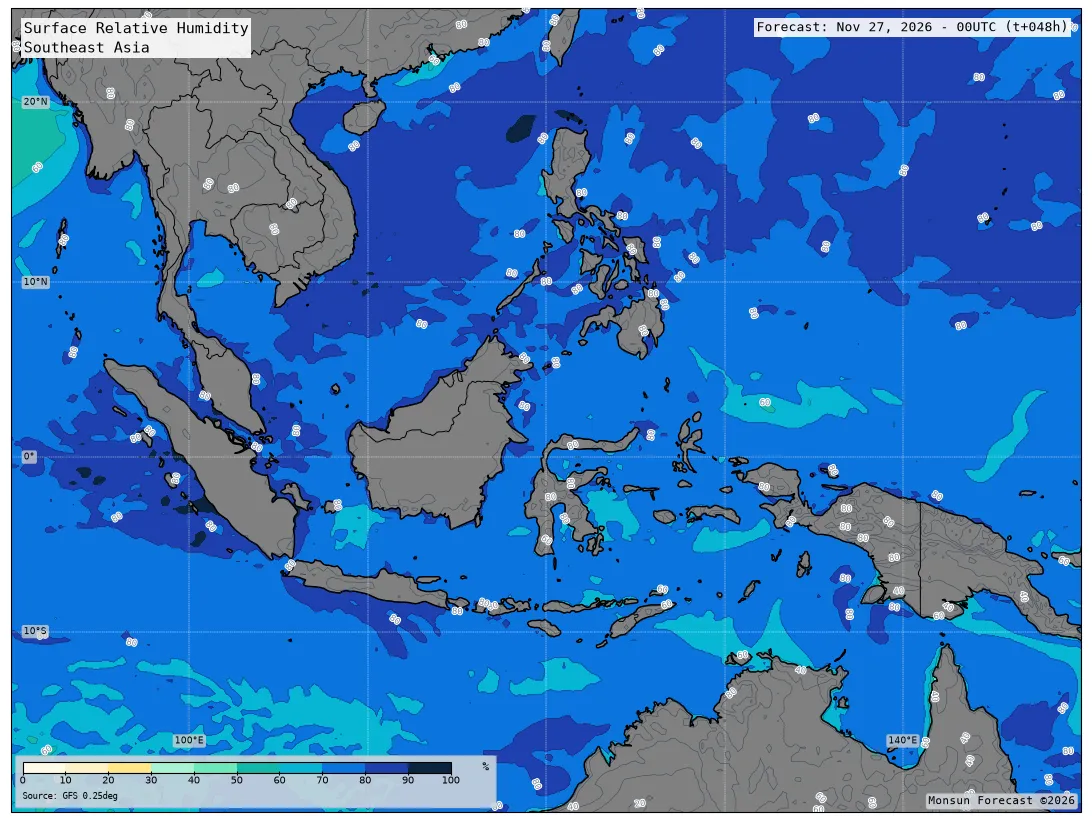 Surface Relative Humidity
Southeast Asia
Forecast: Nov 27, 2026 - 00UTC (t+048h)
20°N
10°N
0°
10°S
100°E
140°E
%
0 10 20 30 40 50 60 70 80 90 100
Source: GFS 0.25deg
Monsun Forecast ©2026